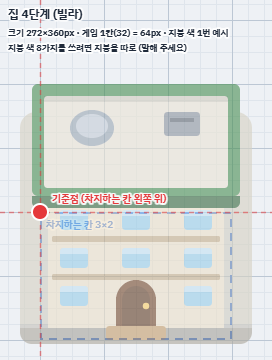 집 4단계 (빌라)
크기 272×360px · 게임 1칸(32) = 64px · 지붕 색 1번 예시
지붕 색 8가지를 쓰려면 지붕을 따로 (말해 주세요)
기준점 (차지하는 칸 왼쪽 위)
차지하는 칸 3×2